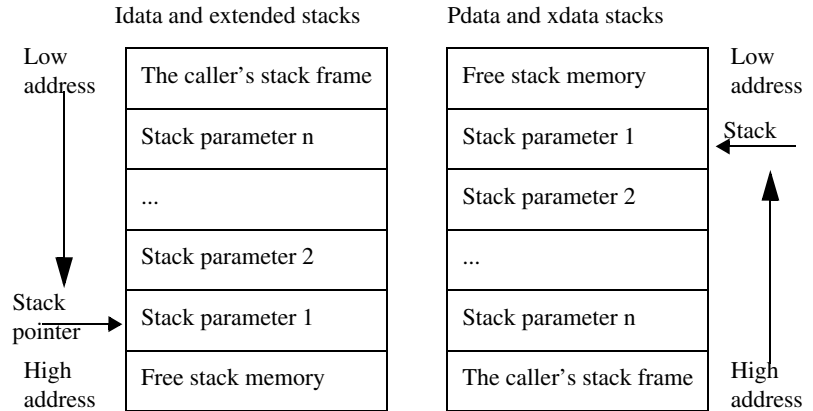 Idata and extended stacks
Pdata and xdata stacks
Low
address
The caller's stack frame
Stack parameter n
...
Stack parameter 2
Stack
pointer
Stack parameter 1
High
address
Free stack memory
Free stack memory
Low
address
Stack parameter 1
Stack
Stack parameter 2
...
Stack parameter n
The caller's stack frame
High
address